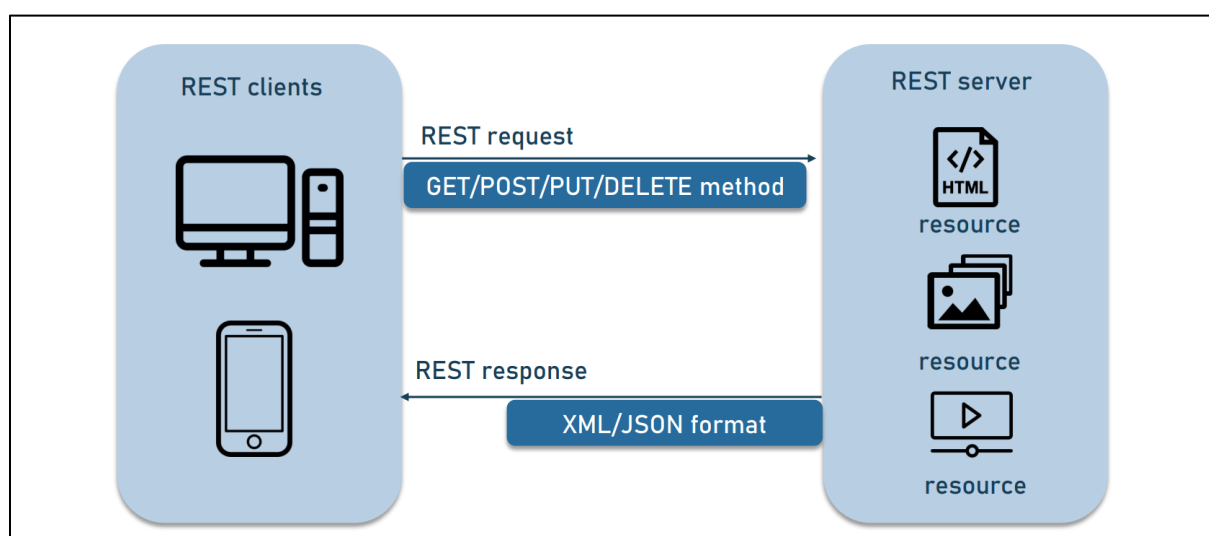 REST clients
REST request
GET/POST/PUT/DELETE method
REST response
XML/JSON format
REST server
</>
HTML
resource
resource
resource